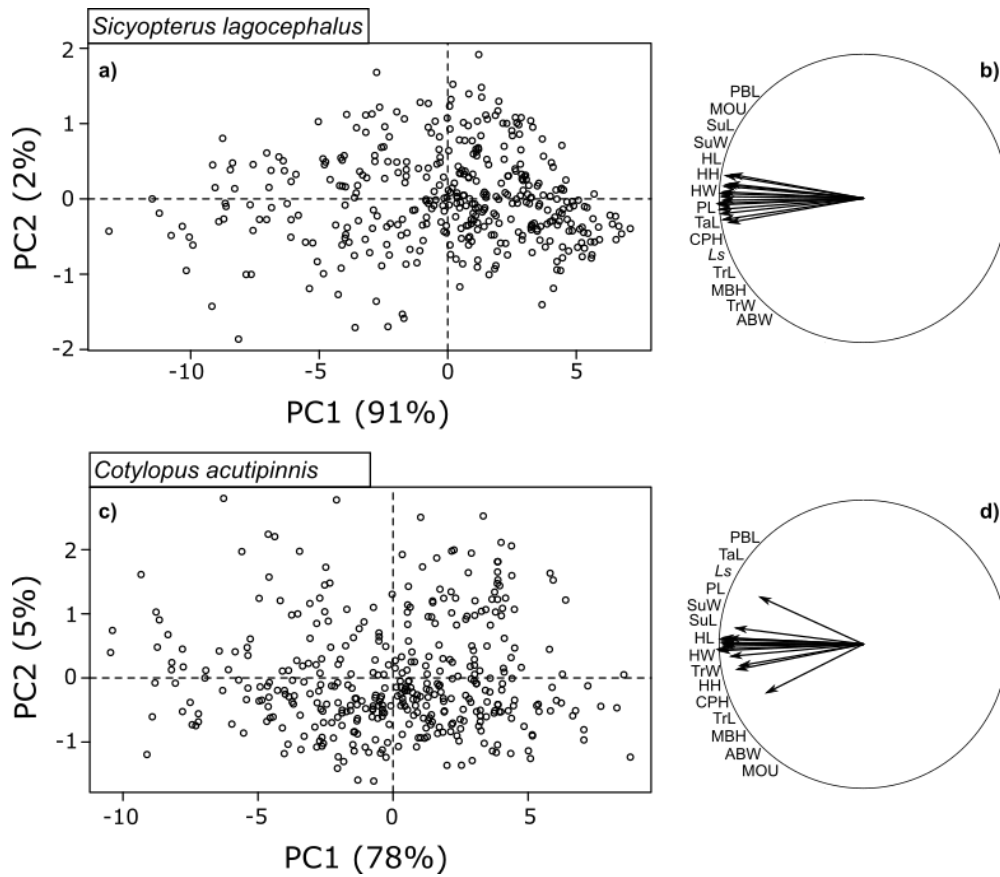 Sicyopterus lagocephalus
a)
2
1
0
-1
-2
PC2 (2%)
-10
-5
0
5
PC1 (91%)
b)
PBL
MOU
SuL
SuW
HL
HH
HW
PL
TaL
CPH
Ls
TrL
MBH
TrW
ABW
Cotylopus acutipinnis
c)
2
1
0
-1
PC2 (5%)
-10
-5
0
5
PC1 (78%)
d)
PBL
TaL
Ls
PL
SuW
SuL
HL
HW
TrW
HH
CPH
TrL
MBH
ABW
MOU